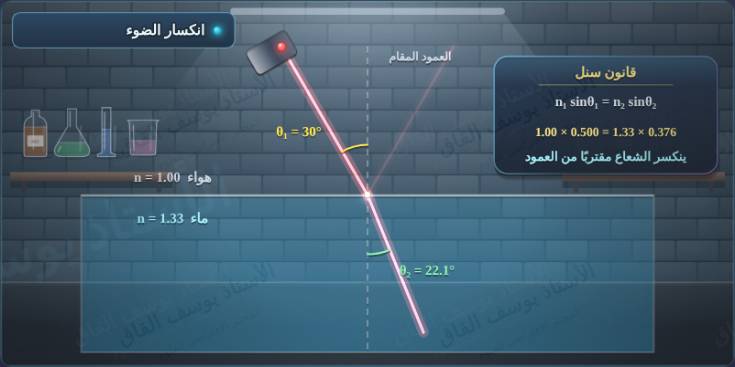 انكسار الضوء
العمود المقام
قانون سنل
n₁ sinθ₁ = n₂ sinθ₂
1.00 × 0.500 = 1.33 × 0.376
ينكسر الشعاع مقتربًا من العمود
θ₁ = 30°
هواء n = 1.00
ماء n = 1.33
θ₂ = 22.1°
الأستاذ يوسف القاق